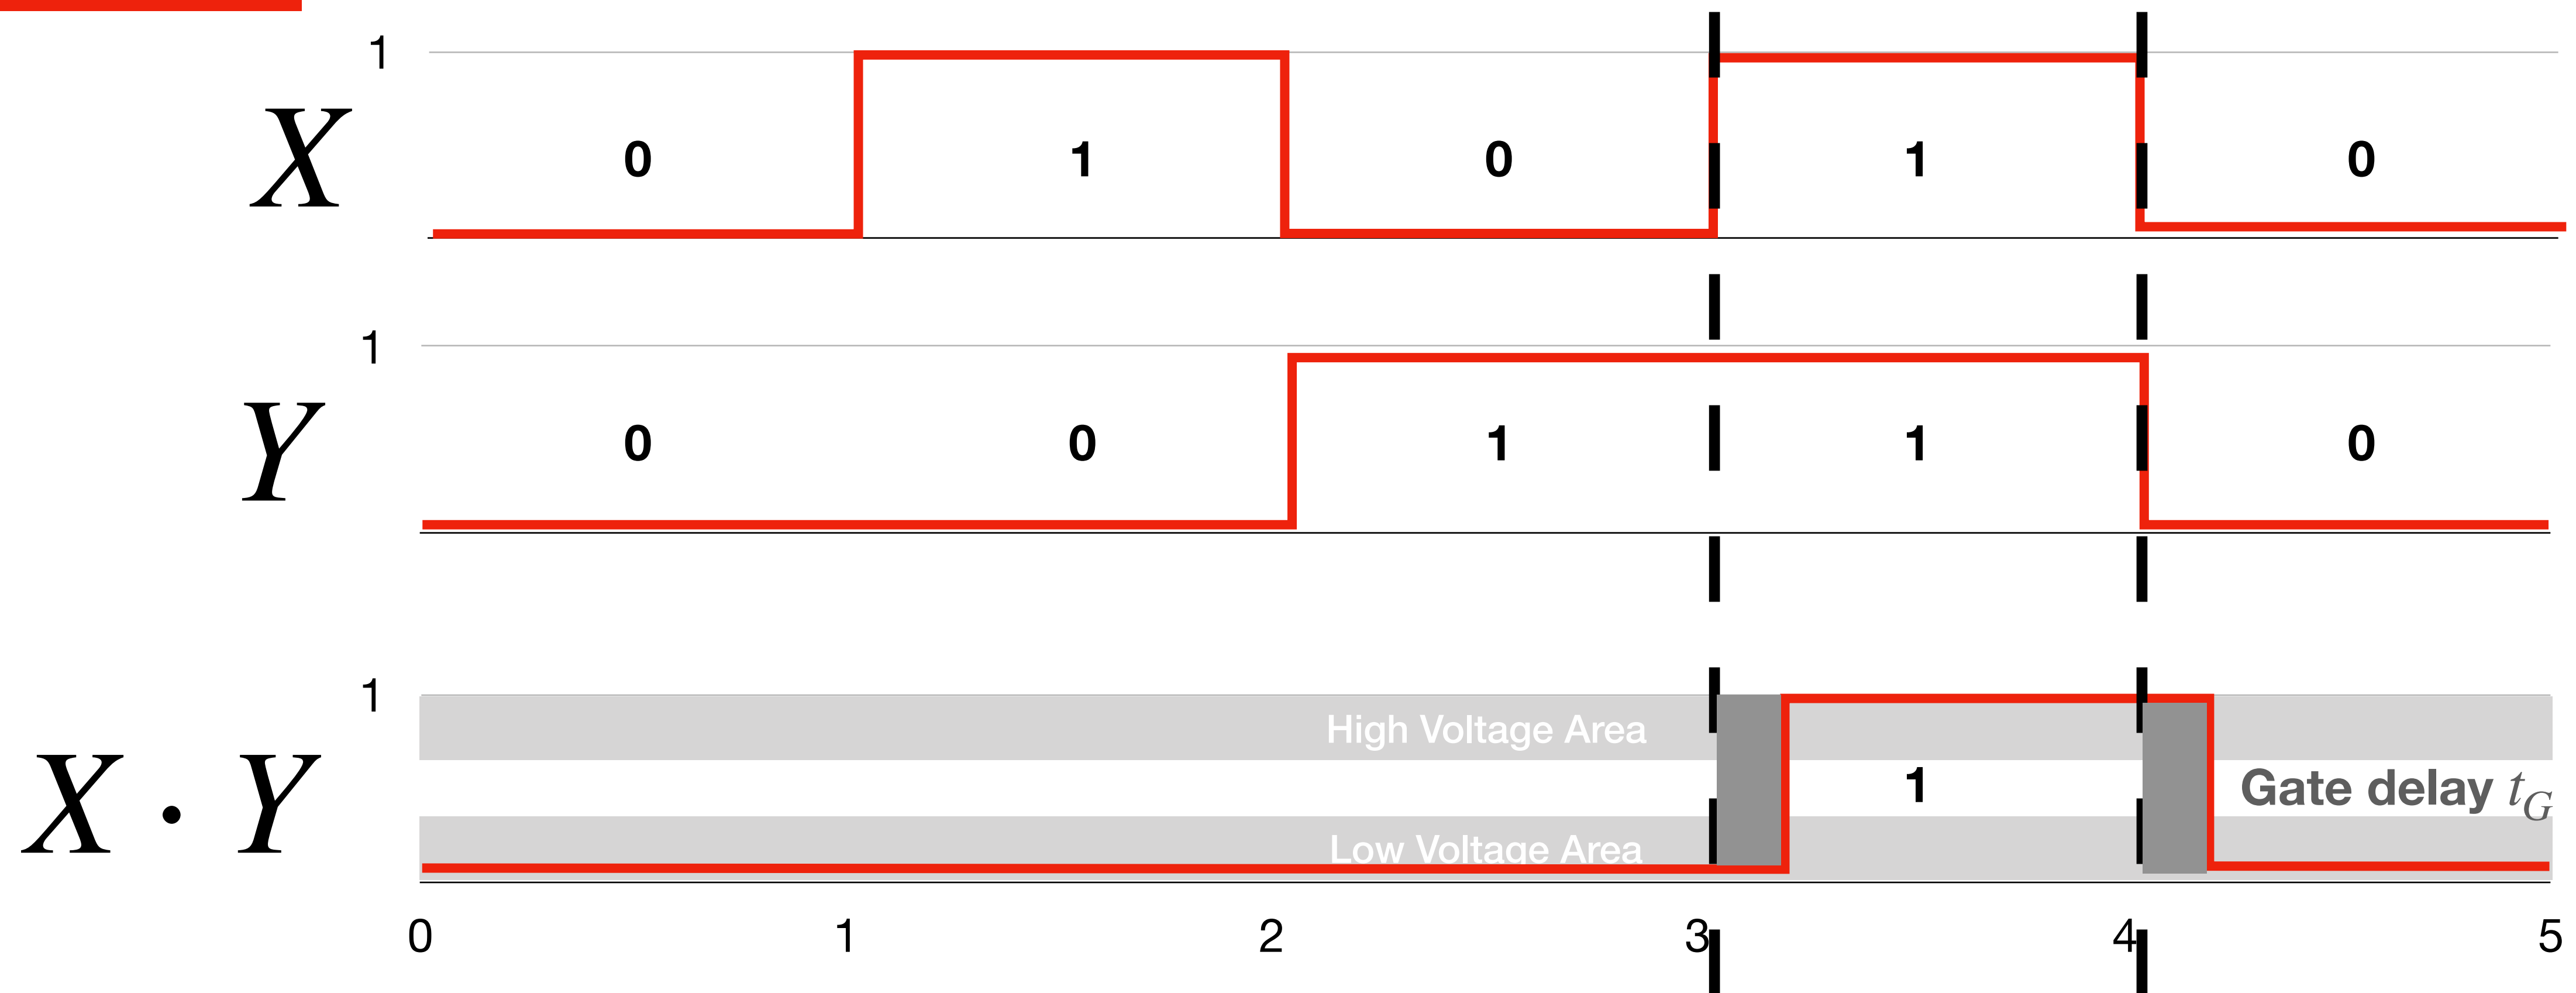 1
X
0 1 0 1 0
1
Y
0 0 1 1 0
1
High Voltage Area
X · Y
1
Gate delay t_G
Low Voltage Area
0 1 2 3 4 5